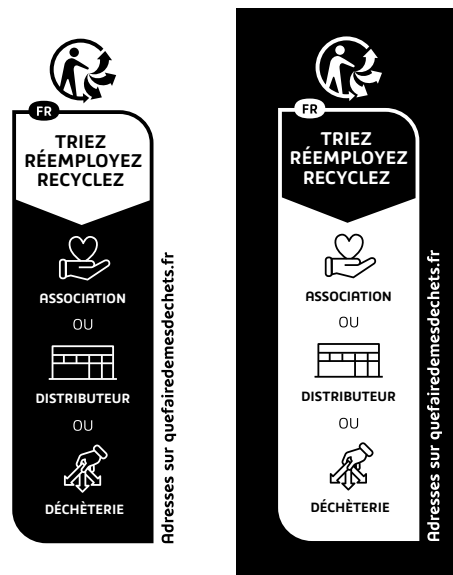 FR
TRIEZ
RÉEMPLOYEZ
RECYCLEZ
ASSOCIATION
OU
DISTRIBUTEUR
OU
DÉCHÈTERIE
Adresses sur quefairedemesdechets.fr
FR
TRIEZ
RÉEMPLOYEZ
RECYCLEZ
ASSOCIATION
OU
DISTRIBUTEUR
OU
DÉCHÈTERIE
Adresses sur quefairedemesdechets.fr